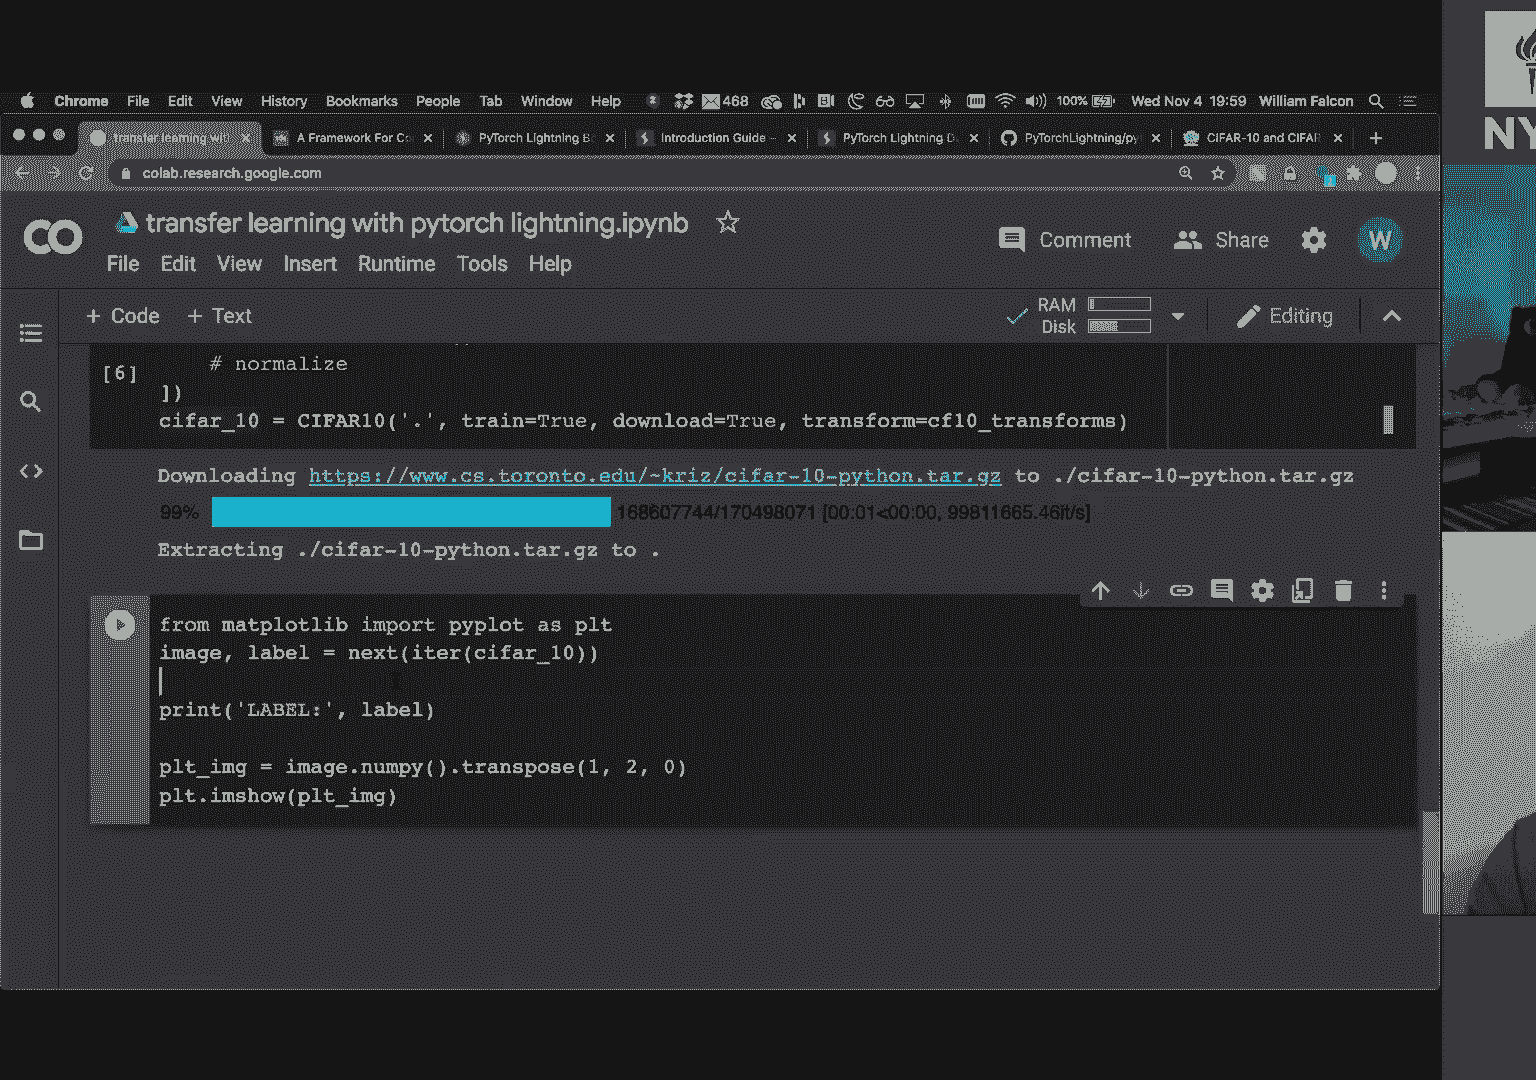 Chrome File Edit View History Bookmarks People Tab Window Help 468 100% Wed Nov 4 19:59 William Falcon
transfer learning with A Framework For Co PyTorch Lightning B Introduction Guide – PyTorch Lightning D PyTorchLightning/py CIFAR-10 and CIFAR
colab.research.google.com
NY
CO transfer learning with pytorch lightning.ipynb
Comment Share W
File Edit View Insert Runtime Tools Help
+ Code + Text RAM Disk Editing
[6] # normalize
])
cifar_10 = CIFAR10('.', train=True, download=True, transform=cf10_transforms)
Downloading https://www.cs.toronto.edu/~kriz/cifar-10-python.tar.gz to ./cifar-10-python.tar.gz
99% 168607744/170498071 [00:01<00:00, 99811665.46it/s]
Extracting ./cifar-10-python.tar.gz to .
from matplotlib import pyplot as plt
image, label = next(iter(cifar_10))
print('LABEL:', label)
plt_img = image.numpy().transpose(1, 2, 0)
plt.imshow(plt_img)